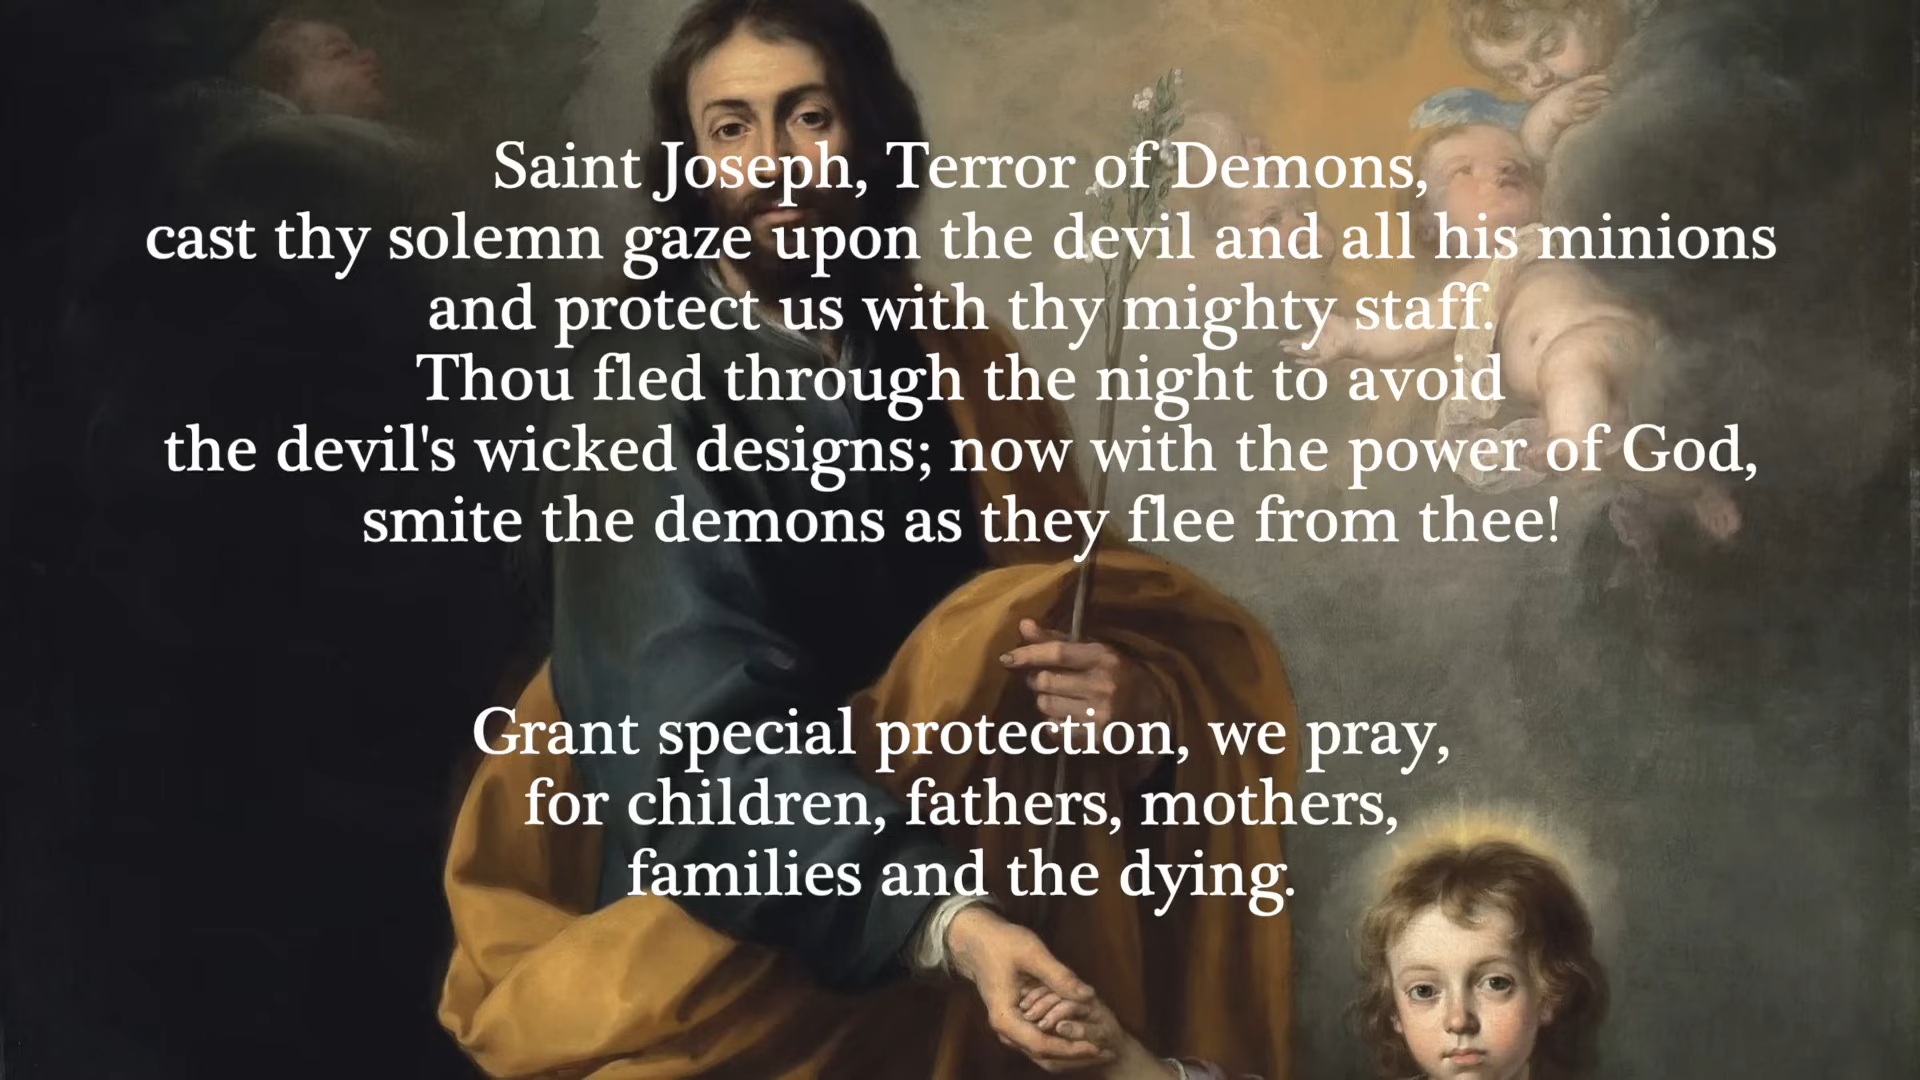 Saint Joseph, Terror of Demons,
cast thy solemn gaze upon the devil and all his minions
and protect us with thy mighty staff.
Thou fled through the night to avoid
the devil's wicked designs; now with the power of God,
smite the demons as they flee from thee!
Grant special protection, we pray,
for children, fathers, mothers,
families and the dying.